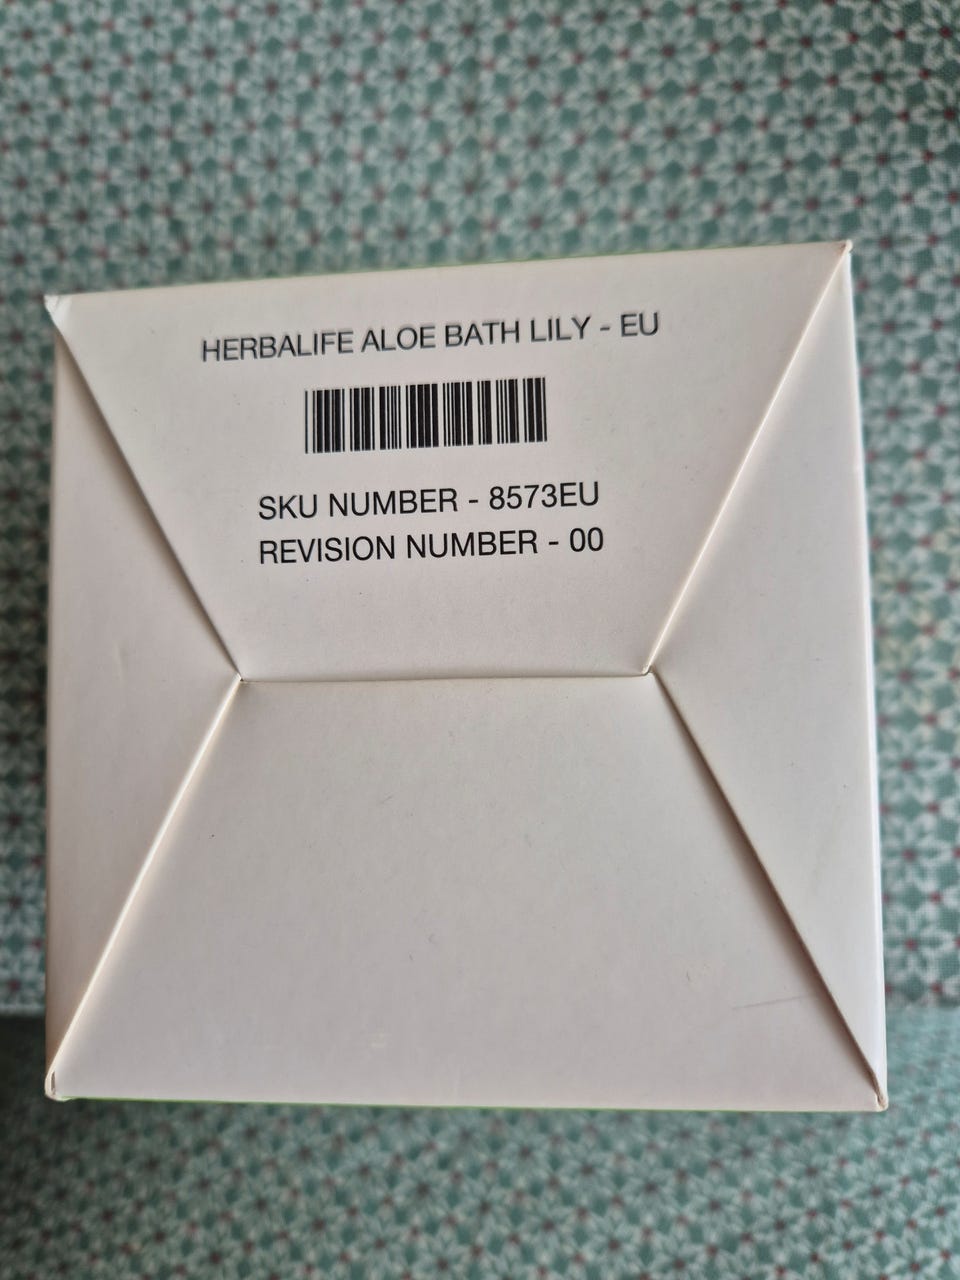 HERBALIFE ALOE BATH LILY - EU
SKU NUMBER - 8573EU
REVISION NUMBER - 00